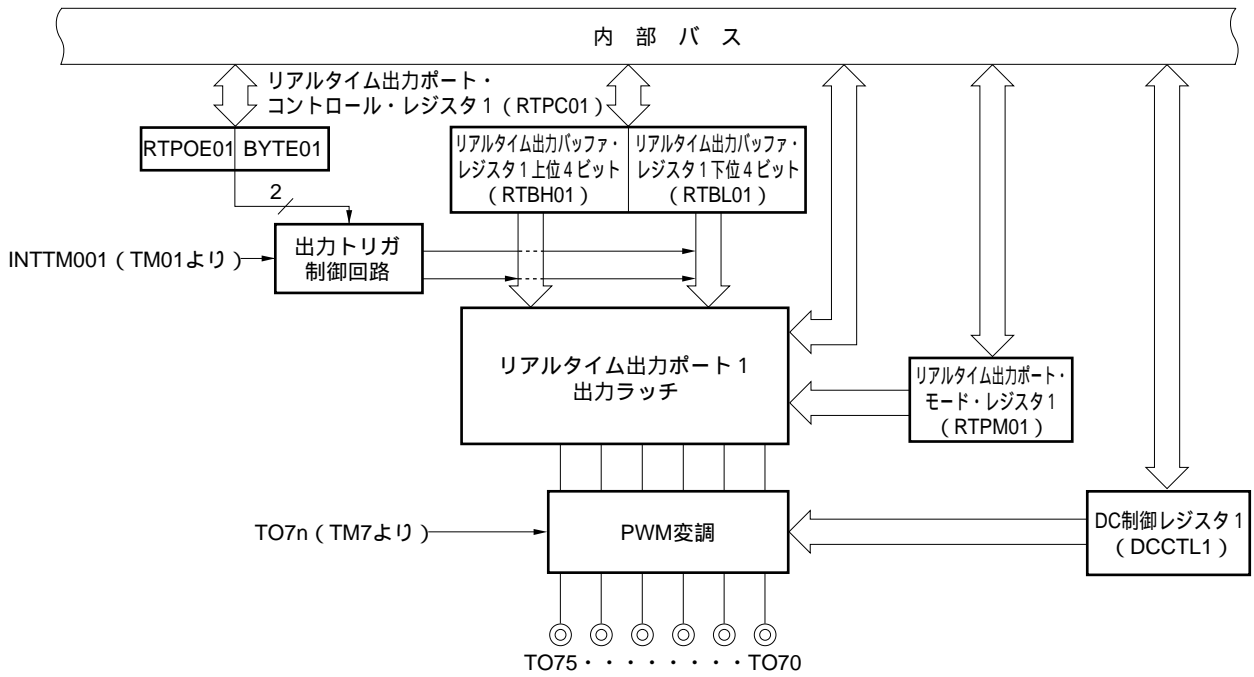 内 部 バ ス
リアルタイム出力ポート・
コントロール・レジスタ1（RTPC01）
RTPOE01 BYTE01
リアルタイム出力バッファ・
レジスタ1上位4ビット
（RTBH01）
リアルタイム出力バッファ・
レジスタ1下位4ビット
（RTBL01）
2
INTTM001（TM01より）
出力トリガ
制御回路
リアルタイム出力ポート1
出力ラッチ
リアルタイム出力ポート・
モード・レジスタ1
（RTPM01）
TO7n（TM7より）
PWM変調
DC制御レジスタ1
（DCCTL1）
TO75・・・・・・・・TO70